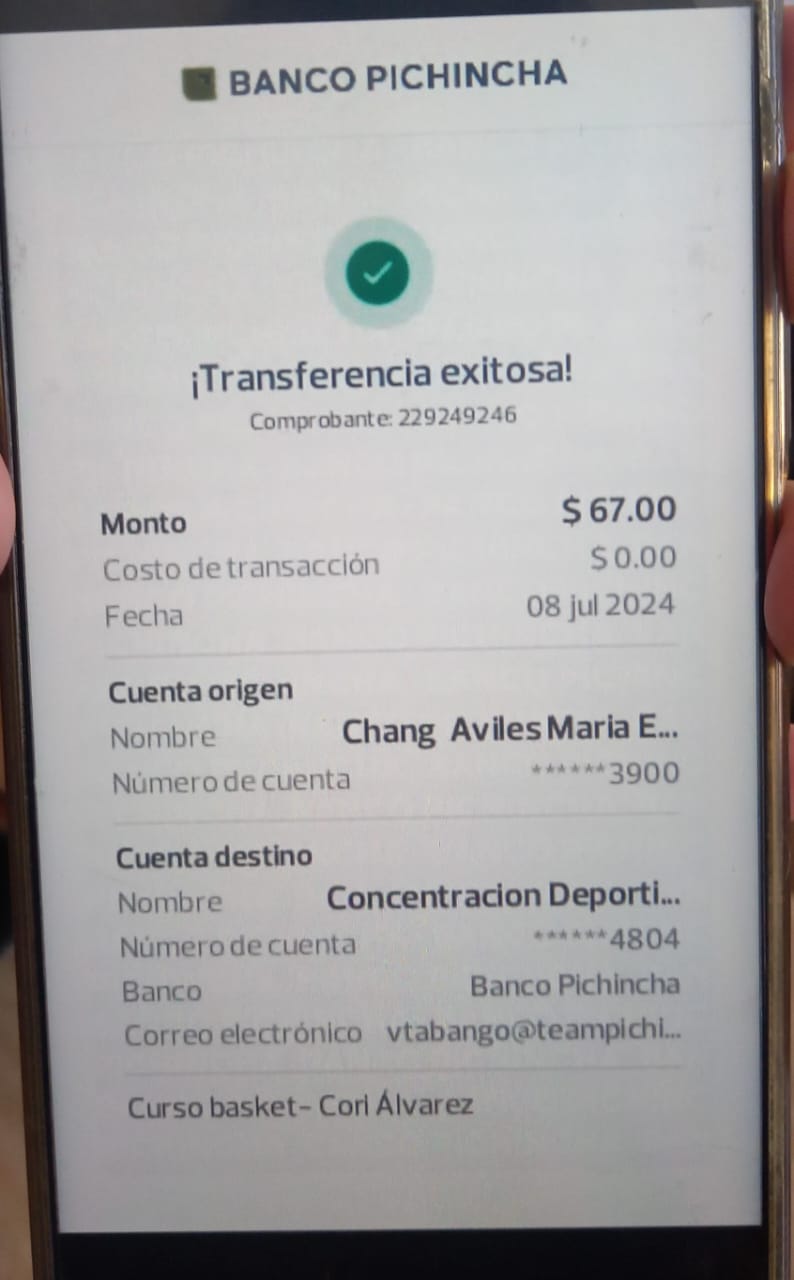 BANCO PICHINCHA
¡Transferencia exitosa!
Comprobante: 229249246
Monto $ 67.00
Costo de transacción $ 0.00
Fecha 08 jul 2024
Cuenta origen
Nombre Chang Aviles Maria E...
Número de cuenta ******3900
Cuenta destino
Nombre Concentracion Deporti...
Número de cuenta ******4804
Banco Banco Pichincha
Correo electrónico vtabango@teampichi...
Curso basket- Cori Álvarez